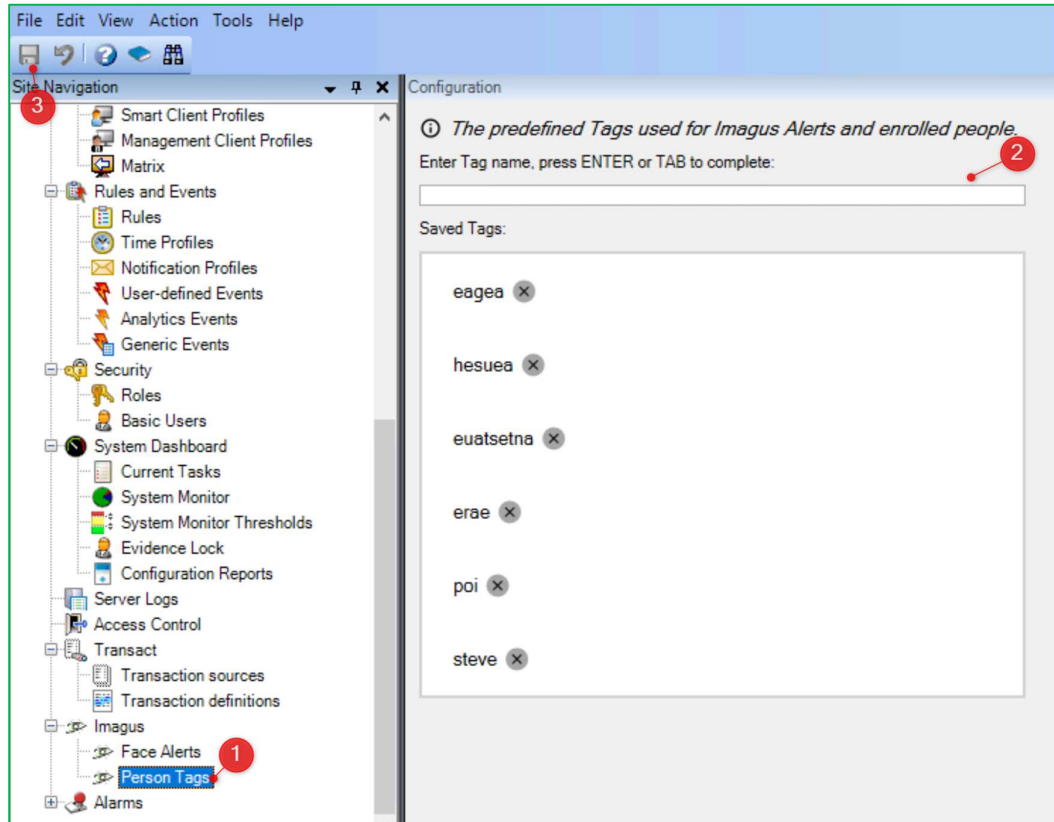 File Edit View Action Tools Help
Site Navigation
3
Smart Client Profiles
Management Client Profiles
Matrix
Rules and Events
Rules
Time Profiles
Notification Profiles
User-defined Events
Analytics Events
Generic Events
Security
Roles
Basic Users
System Dashboard
Current Tasks
System Monitor
System Monitor Thresholds
Evidence Lock
Configuration Reports
Server Logs
Access Control
Transact
Transaction sources
Transaction definitions
Imagus
Face Alerts
1
Person Tags
Alarms
Configuration
The predefined Tags used for Imagus Alerts and enrolled people.
2
Enter Tag name, press ENTER or TAB to complete:
Saved Tags:
eagea
hesuea
euatsetna
erae
poi
steve